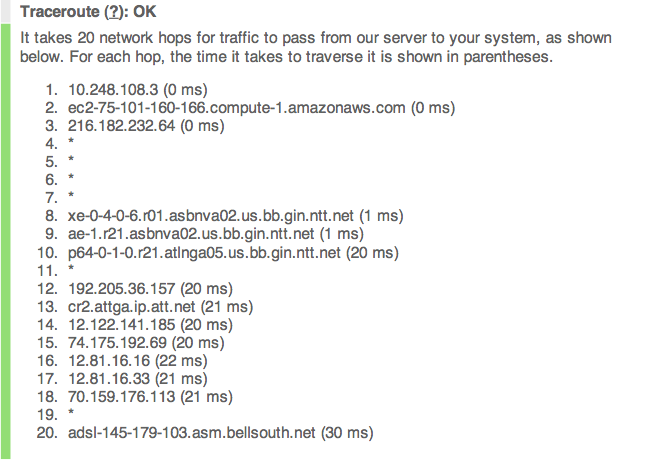 Traceroute (?): OK
It takes 20 network hops for traffic to pass from our server to your system, as shown
below. For each hop, the time it takes to traverse it is shown in parentheses.
1. 10.248.108.3 (0 ms)
2. ec2-75-101-160-166.compute-1.amazonaws.com (0 ms)
3. 216.182.232.64 (0 ms)
4. *
5. *
6. *
7. *
8. xe-0-4-0-6.r01.asbnva02.us.bb.gin.ntt.net (1 ms)
9. ae-1.r21.asbnva02.us.bb.gin.ntt.net (1 ms)
10. p64-0-1-0.r21.atlnga05.us.bb.gin.ntt.net (20 ms)
11. *
12. 192.205.36.157 (20 ms)
13. cr2.attga.ip.att.net (21 ms)
14. 12.122.141.185 (20 ms)
15. 74.175.192.69 (20 ms)
16. 12.81.16.16 (22 ms)
17. 12.81.16.33 (21 ms)
18. 70.159.176.113 (21 ms)
19. *
20. adsl-145-179-103.asm.bellsouth.net (30 ms)